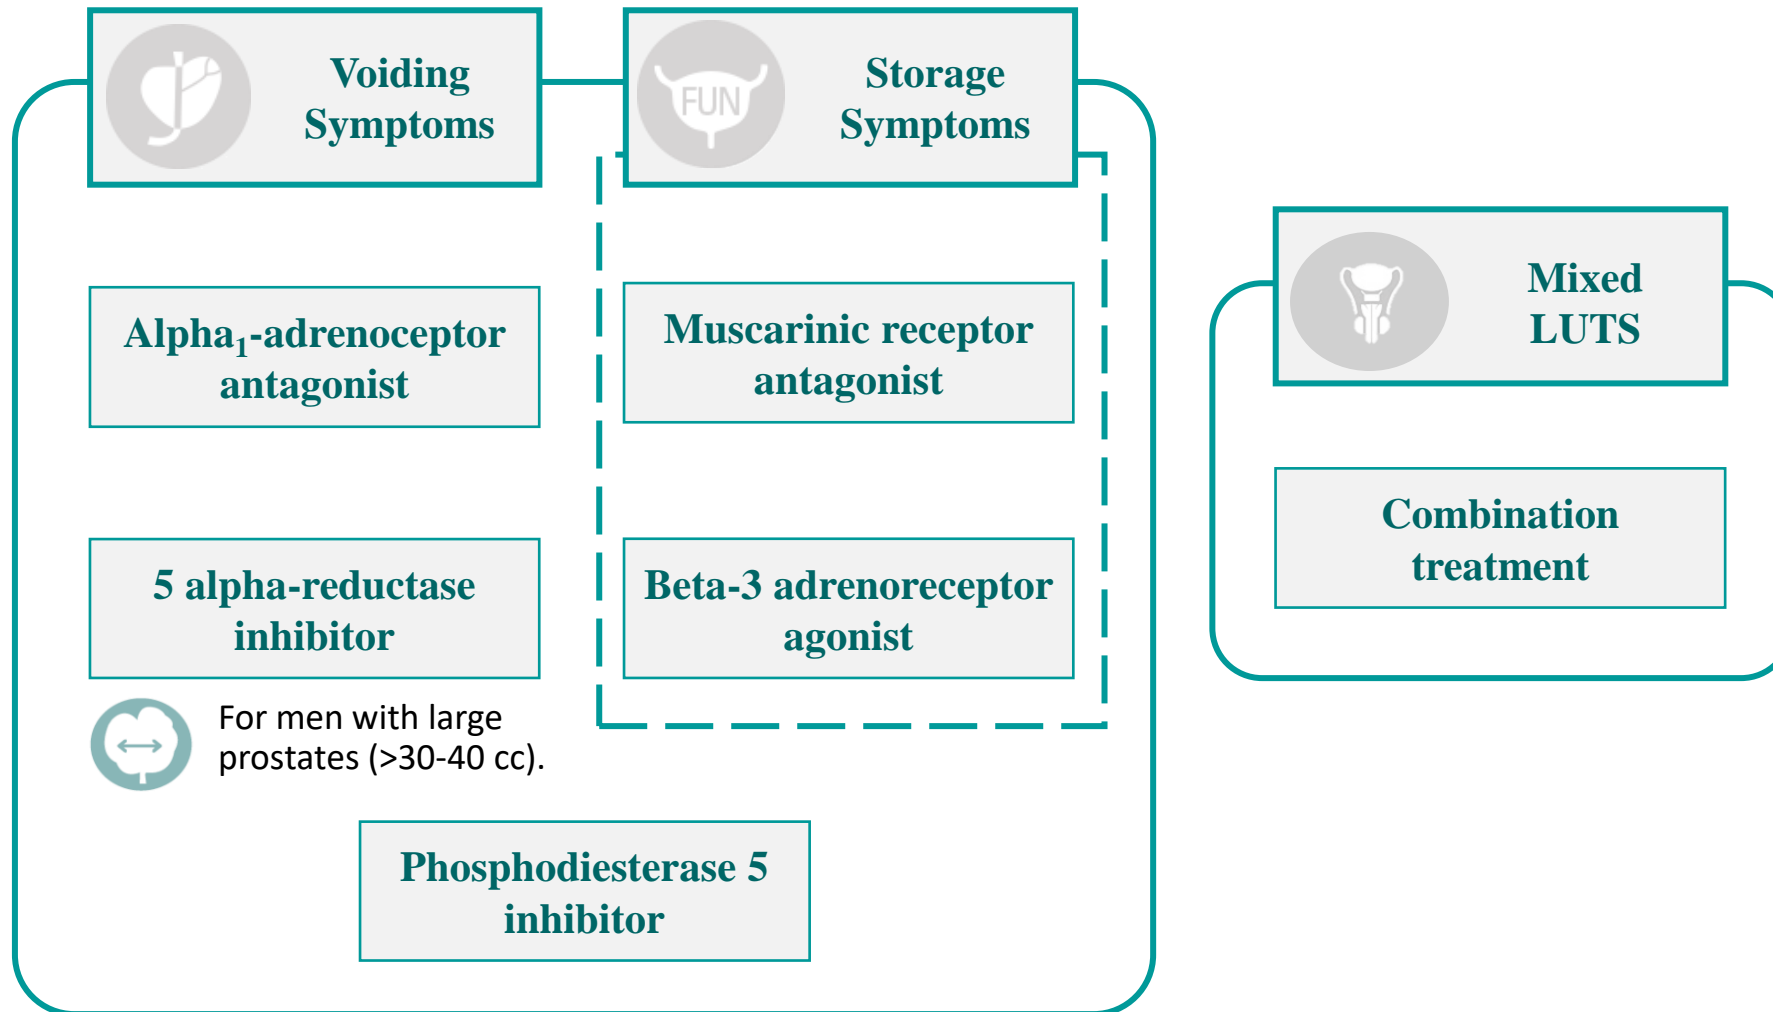 Voiding
Symptoms
FUN
Storage
Symptoms
Alpha₁-adrenoceptor
antagonist
Muscarinic receptor
antagonist
5 alpha-reductase
inhibitor
Beta-3 adrenoreceptor
agonist
For men with large
prostates (>30-40 cc).
Phosphodiesterase 5
inhibitor
Mixed
LUTS
Combination
treatment